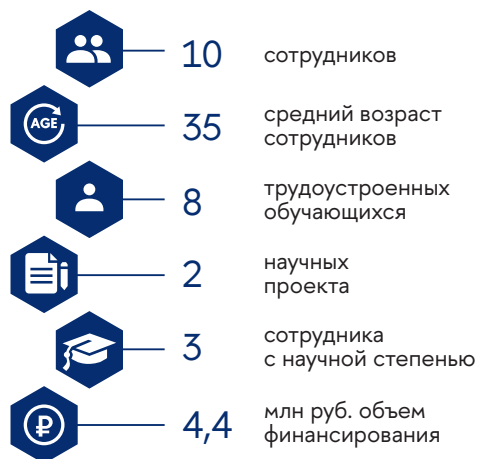 10 сотрудников
AGE
35 средний возраст
сотрудников
8 трудоустроенных
обучающихся
2 научных
проекта
3 сотрудника
с научной степенью
₽
4,4 млн руб. объем
финансирования